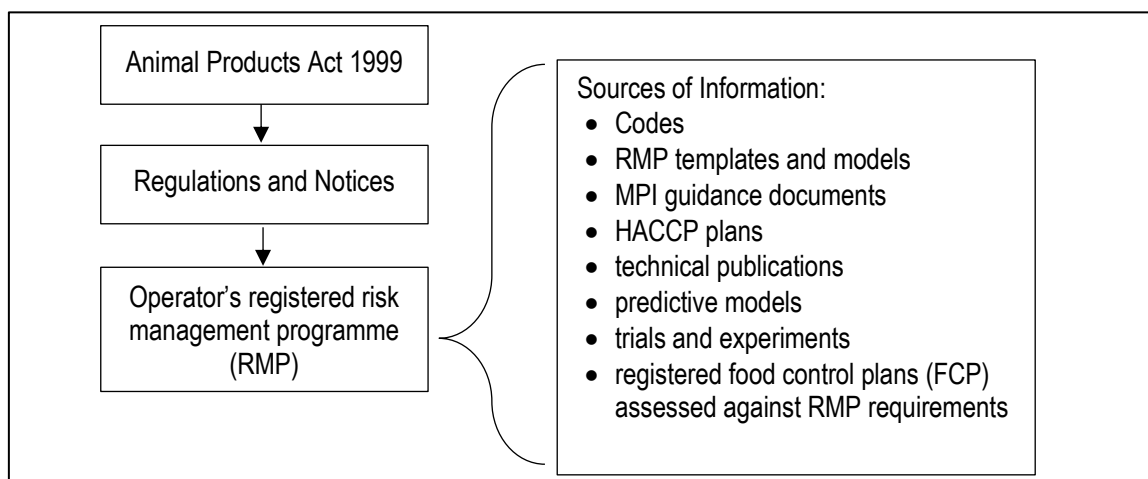 Animal Products Act 1999
Regulations and Notices
Operator’s registered risk
management programme
(RMP)
Sources of Information:
• Codes
• RMP templates and models
• MPI guidance documents
• HACCP plans
• technical publications
• predictive models
• trials and experiments
• registered food control plans (FCP)
assessed against RMP requirements